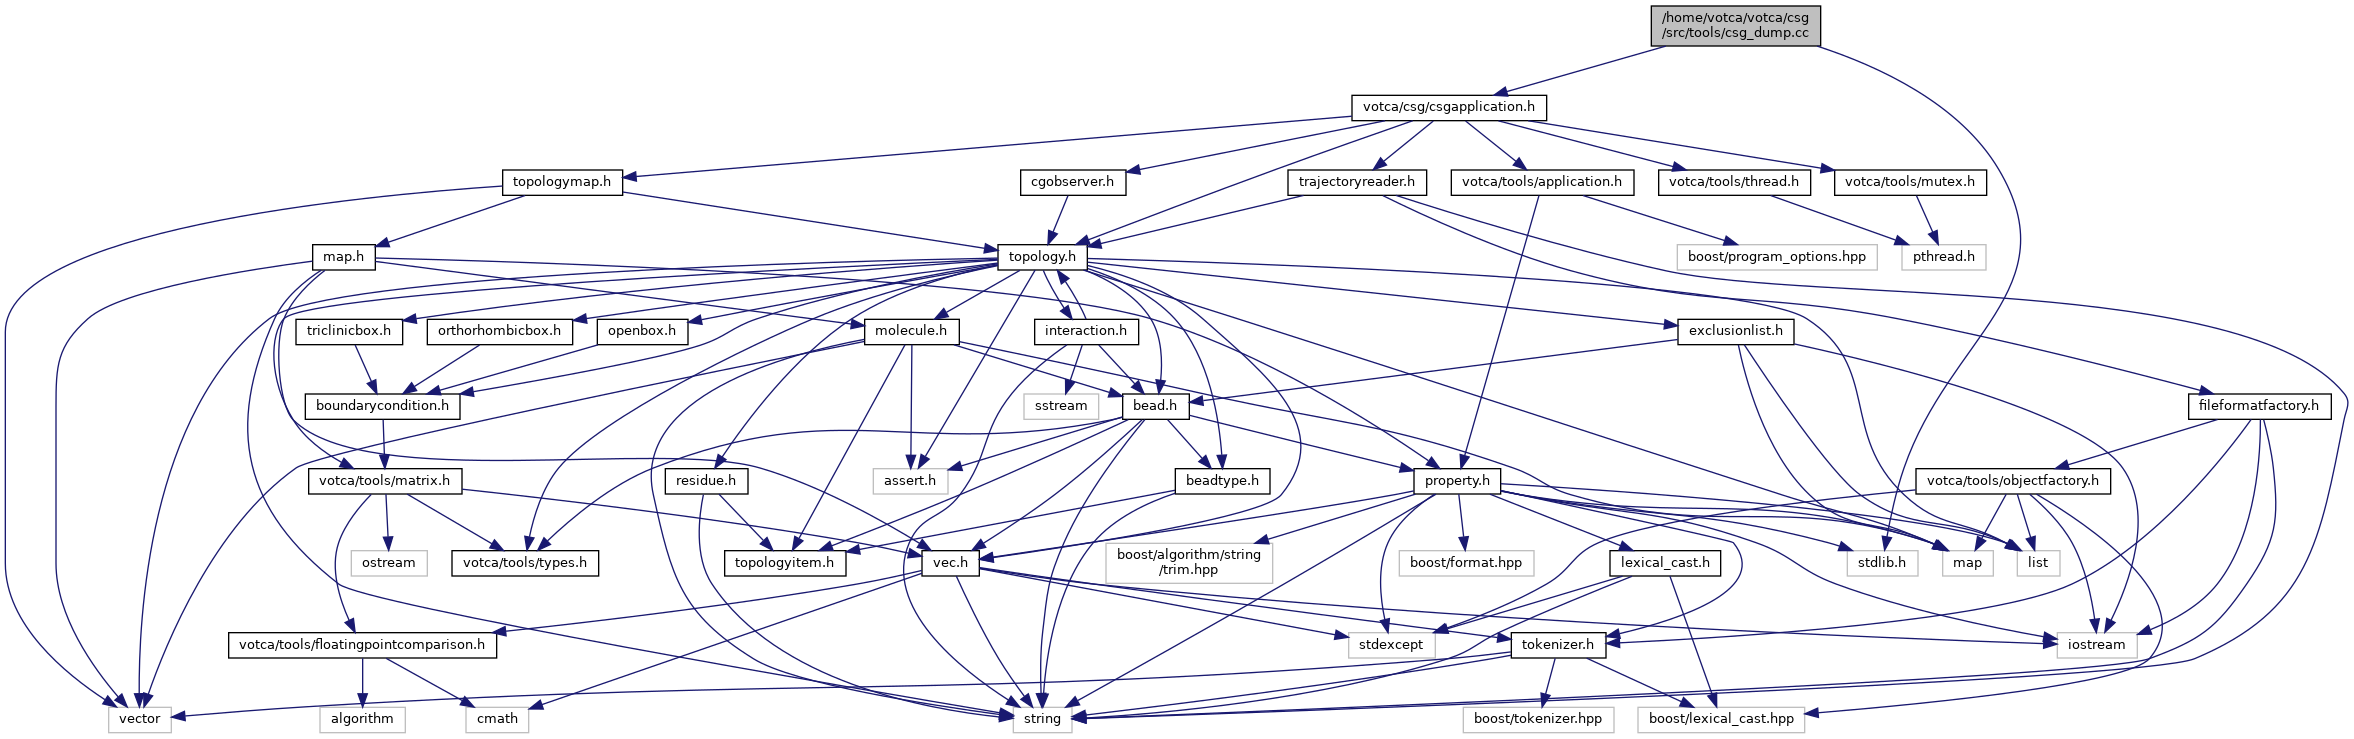 /home/votca/votca/csg
/src/tools/csg_dump.cc
votca/csg/csgapplication.h
topologymap.h
cgobserver.h
trajectoryreader.h
votca/tools/application.h
votca/tools/thread.h
votca/tools/mutex.h
map.h
topology.h
boost/program_options.hpp
pthread.h
triclinicbox.h
orthorhombicbox.h
openbox.h
molecule.h
interaction.h
exclusionlist.h
boundarycondition.h
sstream
bead.h
fileformatfactory.h
votca/tools/matrix.h
residue.h
assert.h
beadtype.h
property.h
votca/tools/objectfactory.h
ostream
votca/tools/types.h
topologyitem.h
vec.h
boost/algorithm/string
/trim.hpp
boost/format.hpp
lexical_cast.h
stdlib.h
map
list
votca/tools/floatingpointcomparison.h
stdexcept
tokenizer.h
iostream
vector
algorithm
cmath
string
boost/tokenizer.hpp
boost/lexical_cast.hpp